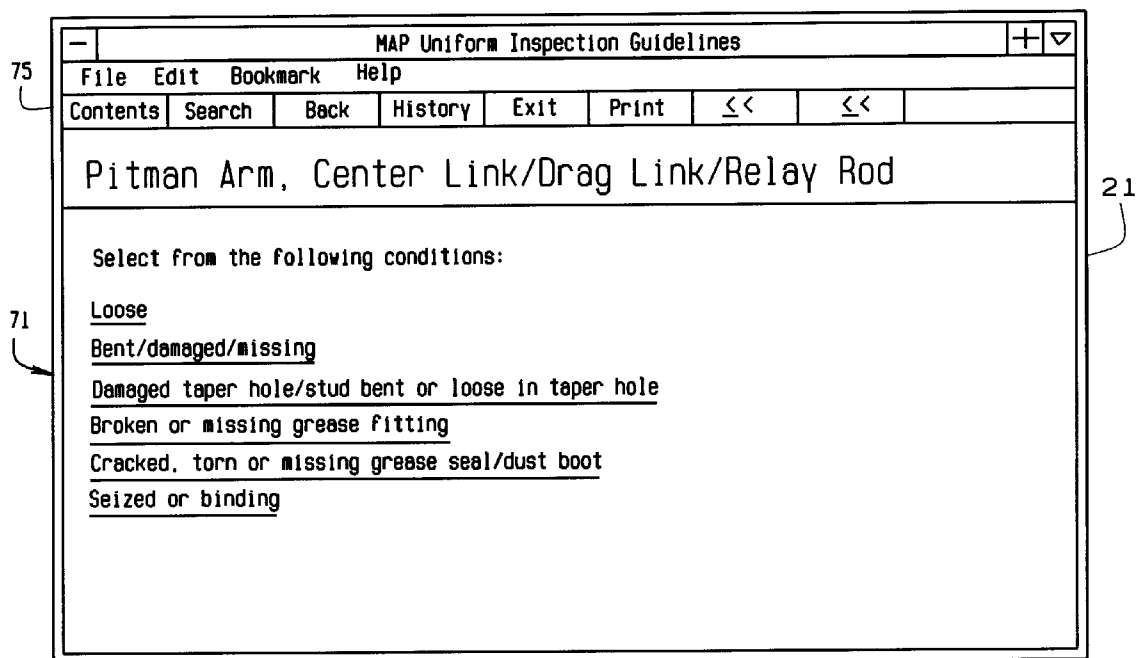 MAP Uniform Inspection Guidelines
75
File Edit Bookmark Help
Contents Search Back History Exit Print << <<
Pitman Arm, Center Link/Drag Link/Relay Rod
21
Select from the following conditions:
71
Loose
Bent/damaged/missing
Damaged taper hole/stud bent or loose in taper hole
Broken or missing grease fitting
Cracked, torn or missing grease seal/dust boot
Seized or binding